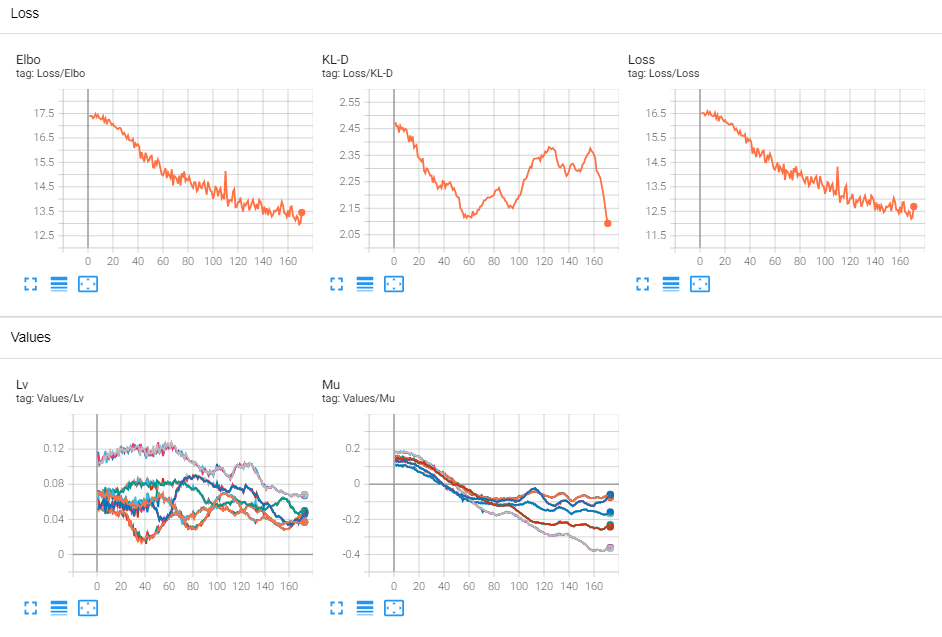 Loss
Elbo
tag: Loss/Elbo
17.5
16.5
15.5
14.5
13.5
12.5
0 20 40 60 80 100 120 140 160
KL-D
tag: Loss/KL-D
2.55
2.45
2.35
2.25
2.15
2.05
0 20 40 60 80 100 120 140 160
Loss
tag: Loss/Loss
16.5
15.5
14.5
13.5
12.5
11.5
0 20 40 60 80 100 120 140 160
Values
Lv
tag: Values/Lv
0.12
0.08
0.04
0
0 20 40 60 80 100 120 140 160
Mu
tag: Values/Mu
0.2
0
-0.2
-0.4
0 20 40 60 80 100 120 140 160